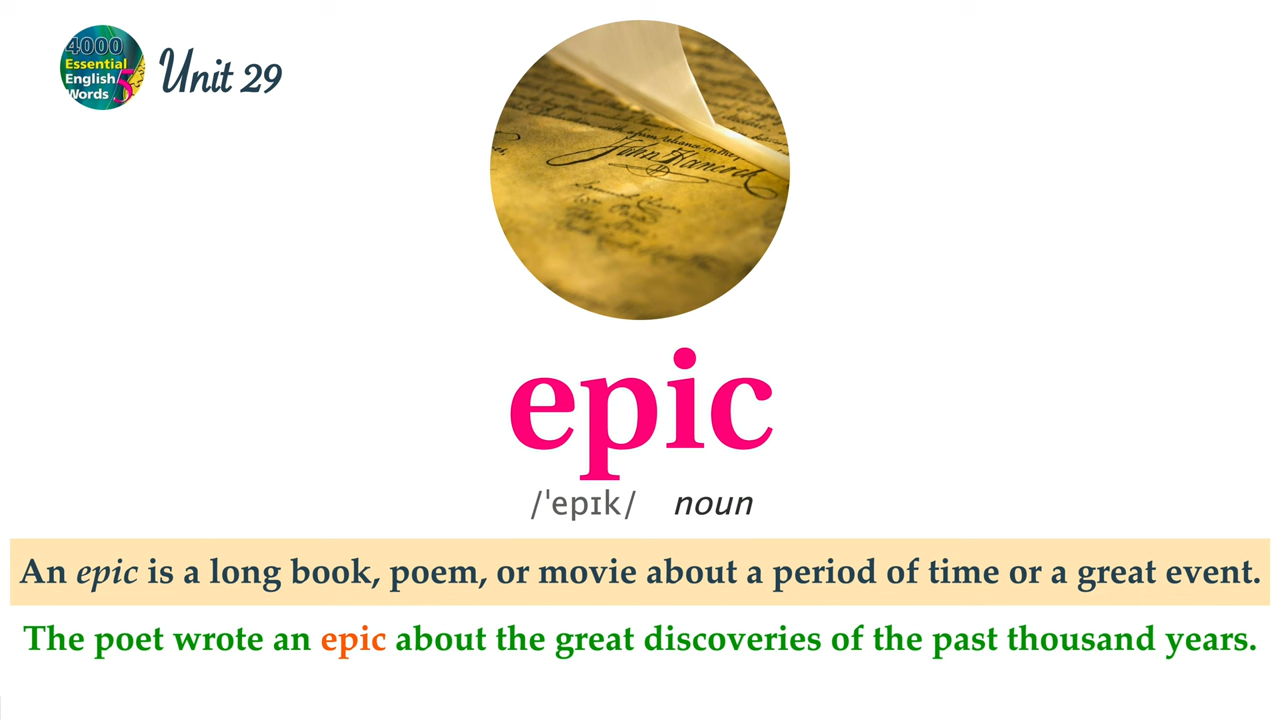 4000
Essential
English
Words 5
Unit 29
John Hancock
epic
/ˈepɪk/ noun
An epic is a long book, poem, or movie about a period of time or a great event.
The poet wrote an epic about the great discoveries of the past thousand years.